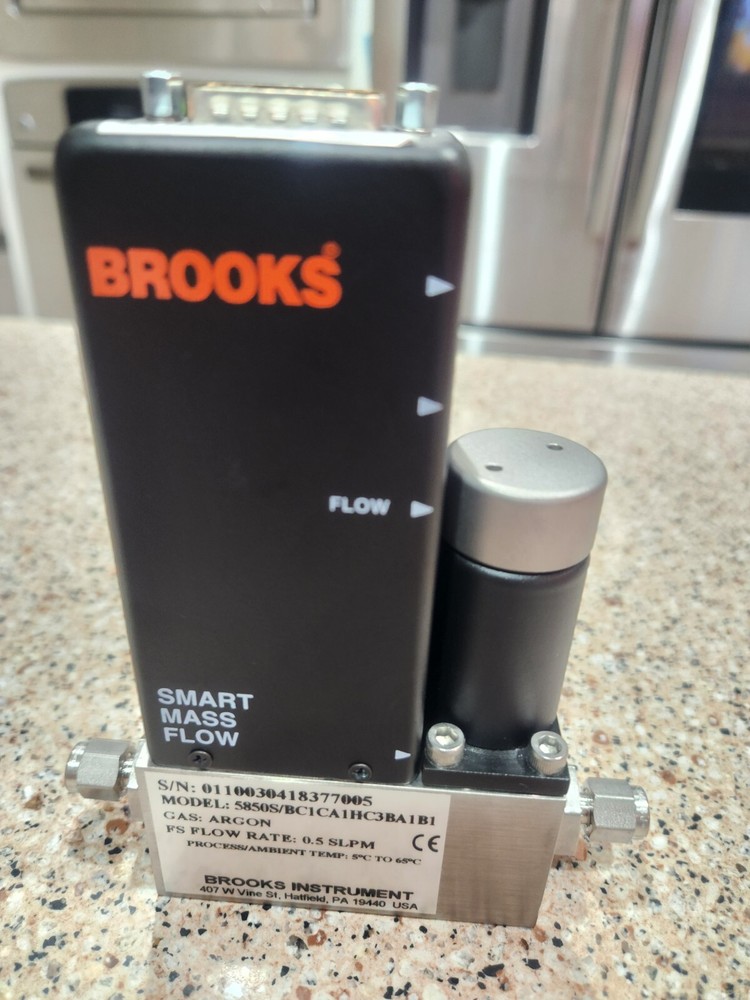 BROOKS®
FLOW
SMART
MASS
FLOW
S/N: 0110030418377005
MODEL: 5850S/BC1CA1HC3BA1B1
GAS: ARGON
FS FLOW RATE: 0.5 SLPM
CE
PROCESS/AMBIENT TEMP: 5°C TO 65°C
BROOKS INSTRUMENT
407 W Vine St, Hatfield, PA 19440 USA